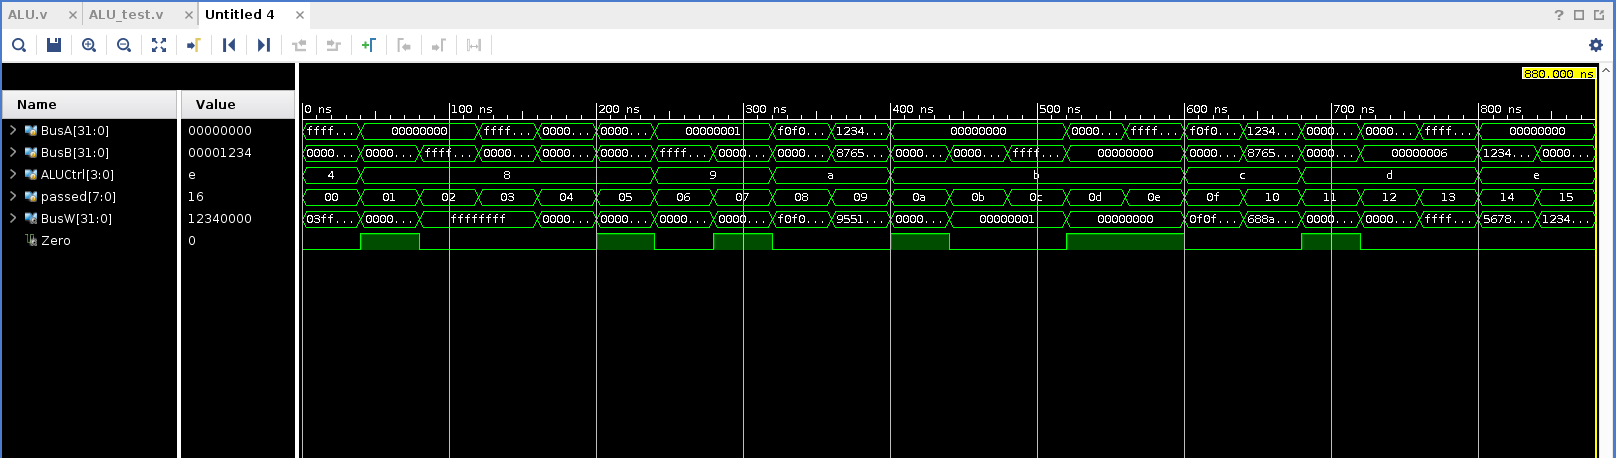 ALU.v × ALU_test.v × Untitled 4 × ?
880.000 ns
Name Value 0 ns 100 ns 200 ns 300 ns 400 ns 500 ns 600 ns 700 ns 800 ns
BusA[31:0] 00000000 ffff... 00000000 ffff... 0000... 0000... 00000001 f0f0... 1234... 00000000 0000... ffff... f0f0... 1234... 0000... 0000... ffff... 00000000
BusB[31:0] 00001234 0000... 0000... ffff... 0000... 0000... 0000... ffff... 0000... 0000... 8765... 0000... 0000... ffff... 00000000 0000... 8765... 0000... 00000006 1234... 0000...
ALUCtrl[3:0] e 4 8 9 a b c d e
passed[7:0] 16 00 01 02 03 04 05 06 07 08 09 0a 0b 0c 0d 0e 0f 10 11 12 13 14 15
BusW[31:0] 12340000 03ff... 0000... ffffffff 0000... 0000... 0000... 0000... f0f0... 9551... 0000... 00000001 00000000 0f0f... 688a... 0000... 0000... ffff... 5678... 1234...
Zero 0